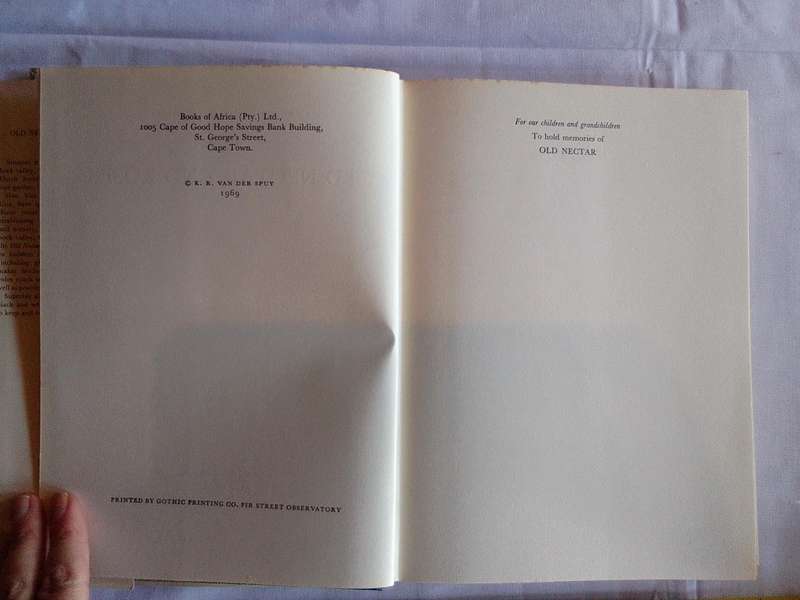 Books of Africa (Pty.) Ltd.,
1005 Cape of Good Hope Savings Bank Building,
St. George's Street,
Cape Town.
© K. R. VAN DER SPUY
1969
PRINTED BY GOTHIC PRINTING CO. FIR STREET OBSERVATORY
For our children and grandchildren
To hold memories of
OLD NECTAR